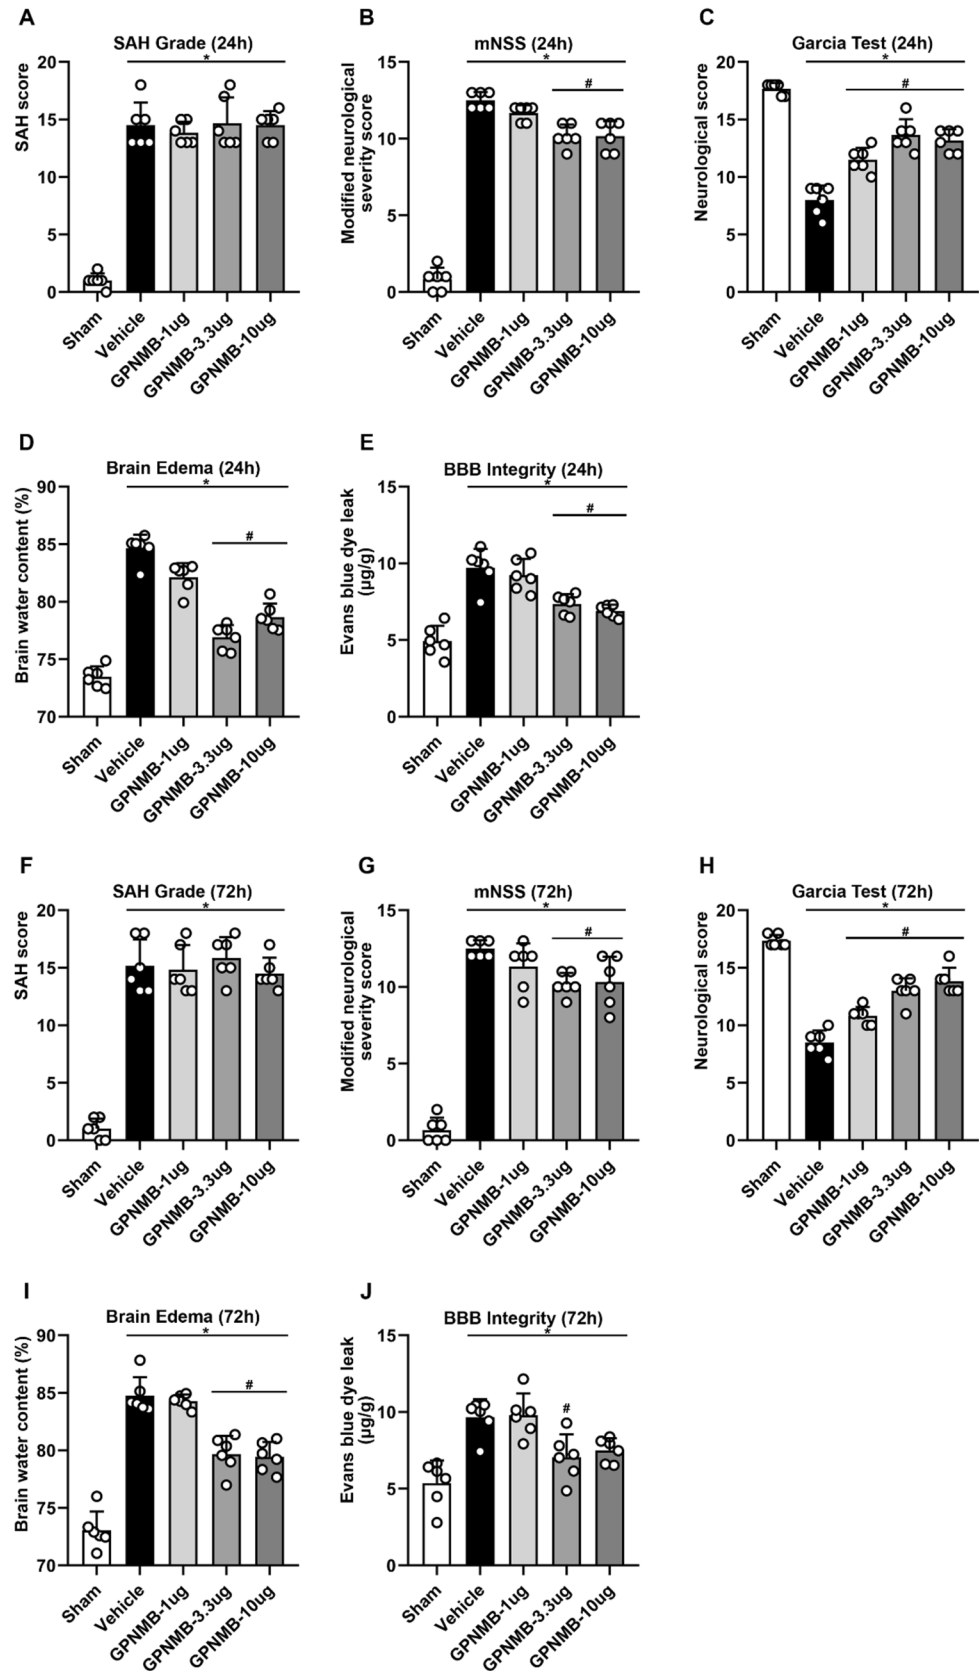 A
SAH Grade (24h)
*
SAH score
20
15
10
5
0
Sham
Vehicle
GPNMB-1ug
GPNMB-3.3ug
GPNMB-10ug
B
mNSS (24h)
*
#
Modified neurological
severity score
15
10
5
0
Sham
Vehicle
GPNMB-1ug
GPNMB-3.3ug
GPNMB-10ug
C
Garcia Test (24h)
*
#
Neurological score
20
15
10
5
0
Sham
Vehicle
GPNMB-1ug
GPNMB-3.3ug
GPNMB-10ug
D
Brain Edema (24h)
*
#
Brain water content (%)
90
85
80
75
70
Sham
Vehicle
GPNMB-1ug
GPNMB-3.3ug
GPNMB-10ug
E
BBB Integrity (24h)
*
#
Evans blue dye leak
(µg/g)
15
10
5
0
Sham
Vehicle
GPNMB-1ug
GPNMB-3.3ug
GPNMB-10ug
F
SAH Grade (72h)
*
SAH score
20
15
10
5
0
Sham
Vehicle
GPNMB-1ug
GPNMB-3.3ug
GPNMB-10ug
G
mNSS (72h)
*
#
Modified neurological
severity score
15
10
5
0
Sham
Vehicle
GPNMB-1ug
GPNMB-3.3ug
GPNMB-10ug
H
Garcia Test (72h)
*
#
Neurological score
20
15
10
5
0
Sham
Vehicle
GPNMB-1ug
GPNMB-3.3ug
GPNMB-10ug
I
Brain Edema (72h)
*
#
Brain water content (%)
90
85
80
75
70
Sham
Vehicle
GPNMB-1ug
GPNMB-3.3ug
GPNMB-10ug
J
BBB Integrity (72h)
*
#
Evans blue dye leak
(µg/g)
15
10
5
0
Sham
Vehicle
GPNMB-1ug
GPNMB-3.3ug
GPNMB-10ug